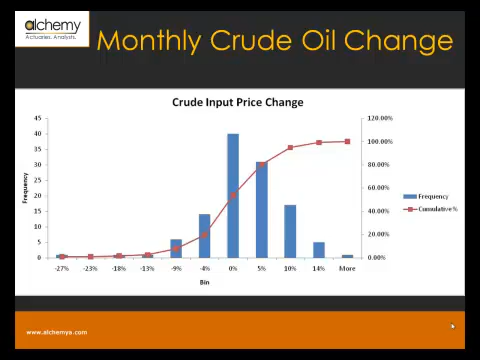 alchemy
Actuaries. Analysts.
Monthly Crude Oil Change
Crude Input Price Change
45
40
35
30
25
20
15
10
5
0
Frequency
120.00%
100.00%
80.00%
60.00%
40.00%
20.00%
0.00%
-27%
-23%
-18%
-13%
-9%
-4%
0%
5%
10%
14%
More
Bin
Frequency
Cumulative %
www.alchemya.com